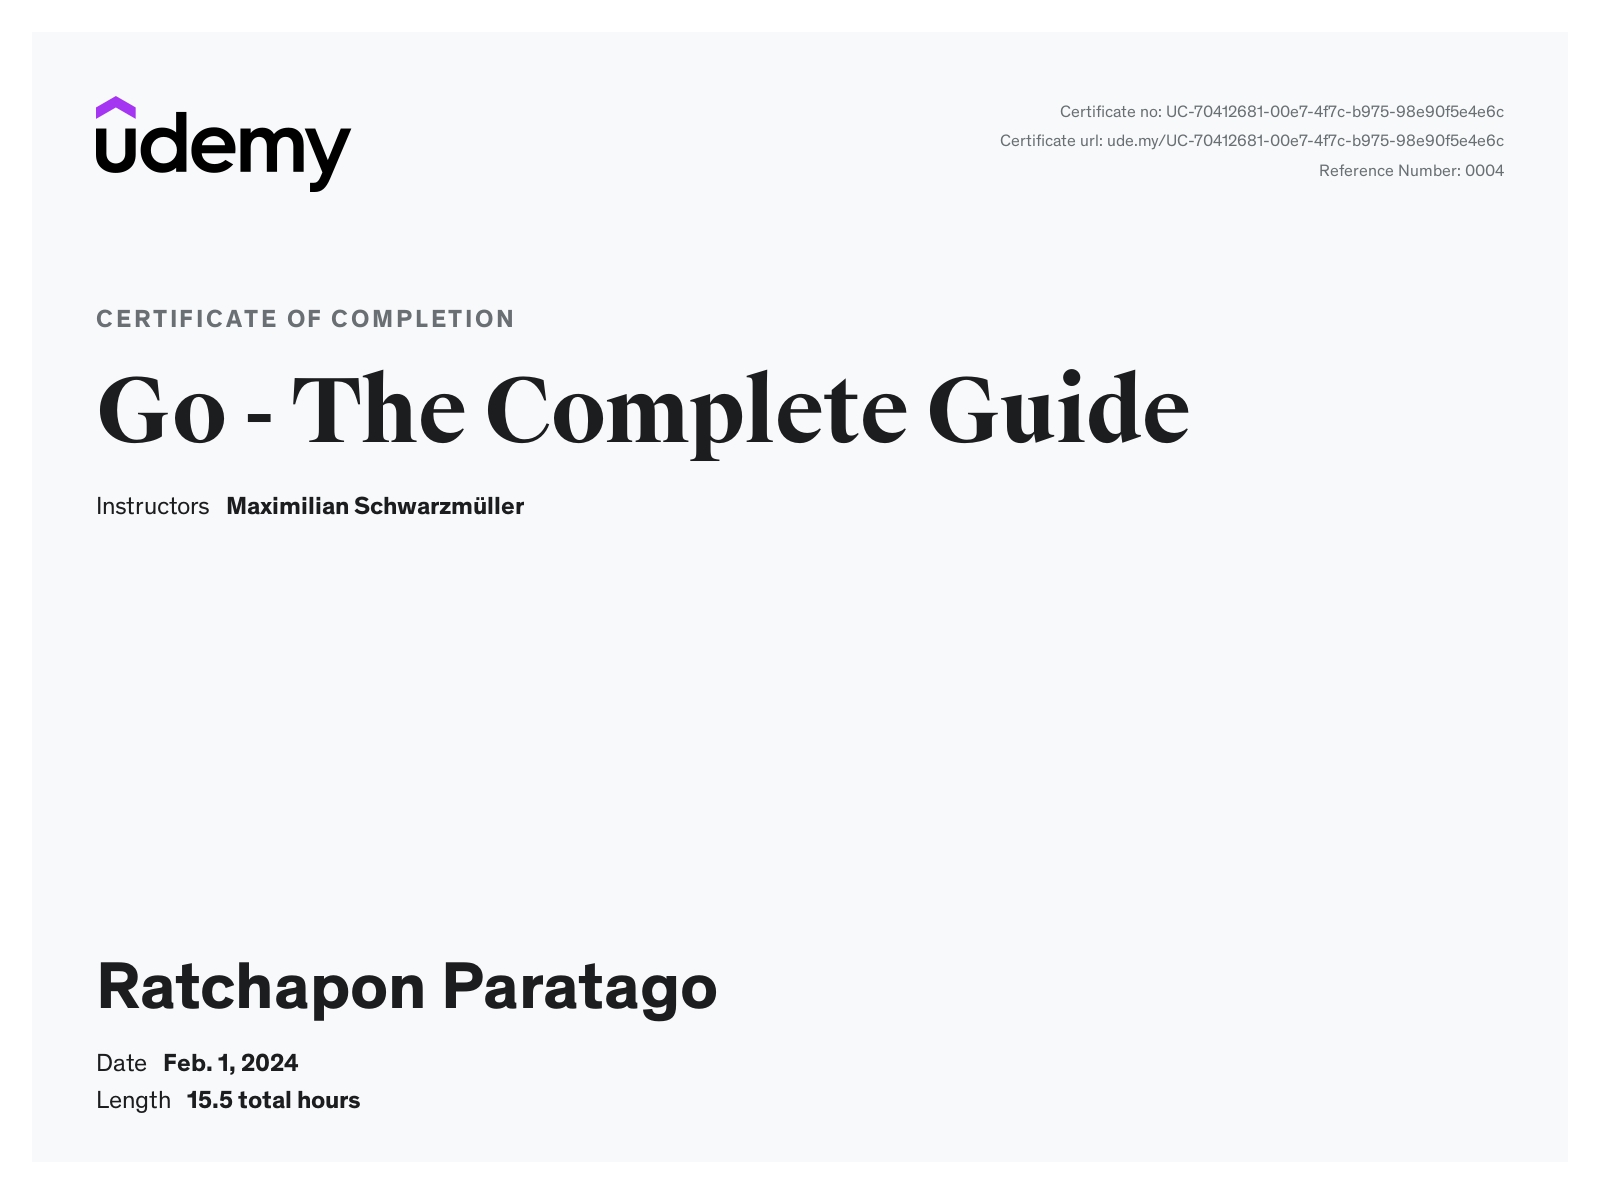 udemy
Certificate no: UC-70412681-00e7-4f7c-b975-98e90f5e4e6c
Certificate url: ude.my/UC-70412681-00e7-4f7c-b975-98e90f5e4e6c
Reference Number: 0004
CERTIFICATE OF COMPLETION
Go - The Complete Guide
Instructors Maximilian Schwarzmüller
Ratchapon Paratago
Date Feb. 1, 2024
Length 15.5 total hours